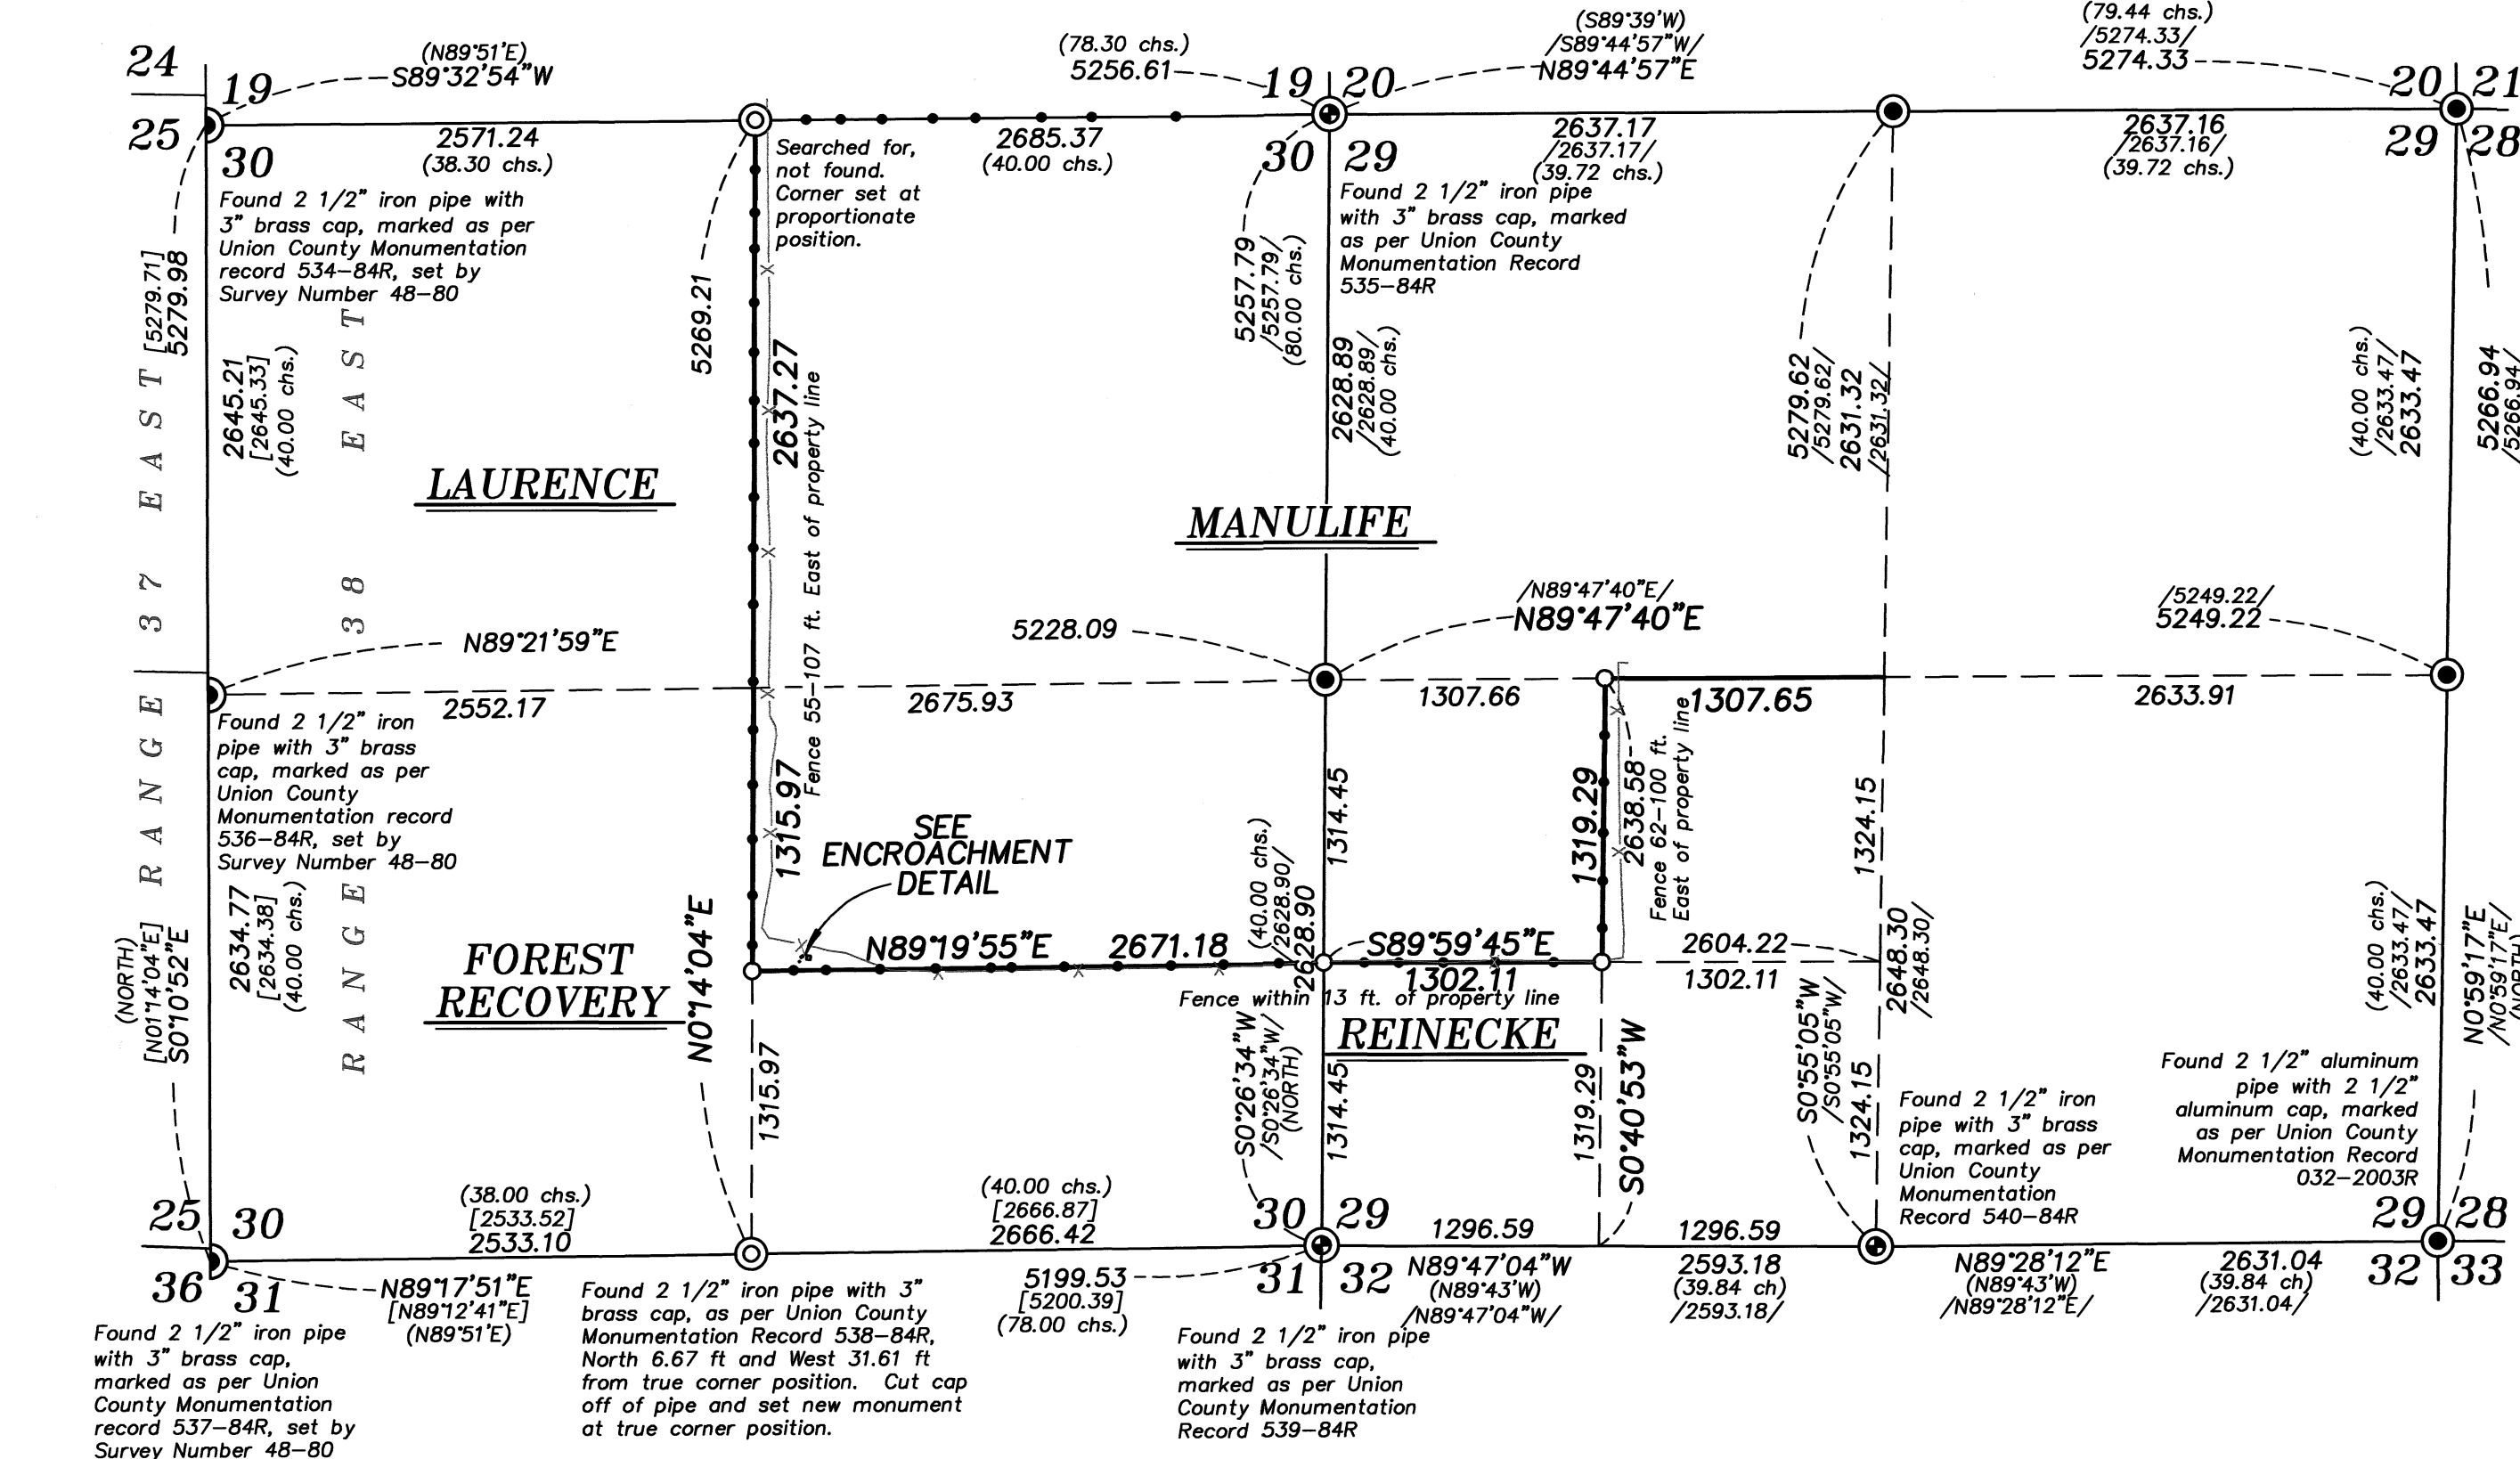 24
19
25
30
(N89°51'E)
S89°32'54"W
2571.24
(38.30 chs.)
Found 2 1/2" iron pipe with
3" brass cap, marked as per
Union County Monumentation
record 534-84R, set by
Survey Number 48-80
Searched for,
not found.
Corner set at
proportionate
position.
2685.37
(40.00 chs.)
(78.30 chs.)
5256.61
19
20
30
29
(S89°39'W)
/S89°44'57"W/
N89°44'57"E
2637.17
/2637.17/
(39.72 chs.)
Found 2 1/2" iron pipe
with 3" brass cap, marked
as per Union County
Monumentation Record
535-84R
(79.44 chs.)
/5274.33/
5274.33
2637.16
/2637.16/
(39.72 chs.)
20
21
29
28
[5279.71]
5279.98
2645.21
[2645.33]
(40.00 chs.)
5269.21
2637.27
Fence 55-107 ft. East of property line
5257.79
/5257.79/
(80.00 chs.)
2628.89
/2628.89/
(40.00 chs.)
5279.62
/5279.62/
2631.32
/2631.32/
(40.00 chs.)
/2633.47/
2633.47
5266.94
/5266.94/
RANGE 37 EAST
RANGE 38 EAST
LAURENCE
MANULIFE
N89°21'59"E
2552.17
2675.93
5228.09
/N89°47'40"E/
N89°47'40"E
1307.66
1307.65
/5249.22/
5249.22
2633.91
Found 2 1/2" iron
pipe with 3" brass
cap, marked as per
Union County
Monumentation record
536-84R, set by
Survey Number 48-80
1315.97
SEE
ENCROACHMENT
DETAIL
1314.45
1319.29
2638.58
Fence 62-100 ft.
East of property line
1324.15
(NORTH)
[N01°14'04"E]
S0°10'52"E
2634.77
[2634.38]
(40.00 chs.)
FOREST
RECOVERY
N0°14'04"E
N89°19'55"E
2671.18
(40.00 chs.)
/2628.90/
2628.90
S89°59'45"E
1302.11
Fence within 13 ft. of property line
2604.22
1302.11
2648.30
/2648.30/
(40.00 chs.)
/2633.47/
2633.47
N0°59'17"E
/N0°59'17"E/
(NORTH)
REINECKE
1315.97
S0°26'34"W
/S0°26'34"W/
(NORTH)
1314.45
1319.29
S0°40'53"W
S0°55'05"W
/S0°55'05"W/
1324.15
Found 2 1/2" iron
pipe with 3" brass
cap, marked as per
Union County
Monumentation
Record 540-84R
Found 2 1/2" aluminum
pipe with 2 1/2"
aluminum cap, marked
as per Union County
Monumentation Record
032-2003R
25
30
36
31
(38.00 chs.)
[2533.52]
2533.10
(40.00 chs.)
[2666.87]
2666.42
30
29
31
32
1296.59
1296.59
29
28
32
33
N89°17'51"E
[N89°12'41"E]
(N89°51'E)
5199.53
[5200.39]
(78.00 chs.)
N89°47'04"W
(N89°43'W)
/N89°47'04"W/
2593.18
(39.84 ch)
/2593.18/
N89°28'12"E
(N89°43'W)
/N89°28'12"E/
2631.04
(39.84 ch)
/2631.04/
Found 2 1/2" iron pipe
with 3" brass cap,
marked as per Union
County Monumentation
record 537-84R, set by
Survey Number 48-80
Found 2 1/2" iron pipe with 3"
brass cap, as per Union County
Monumentation Record 538-84R,
North 6.67 ft and West 31.61 ft
from true corner position. Cut cap
off of pipe and set new monument
at true corner position.
Found 2 1/2" iron pipe
with 3" brass cap,
marked as per Union
County Monumentation
Record 539-84R